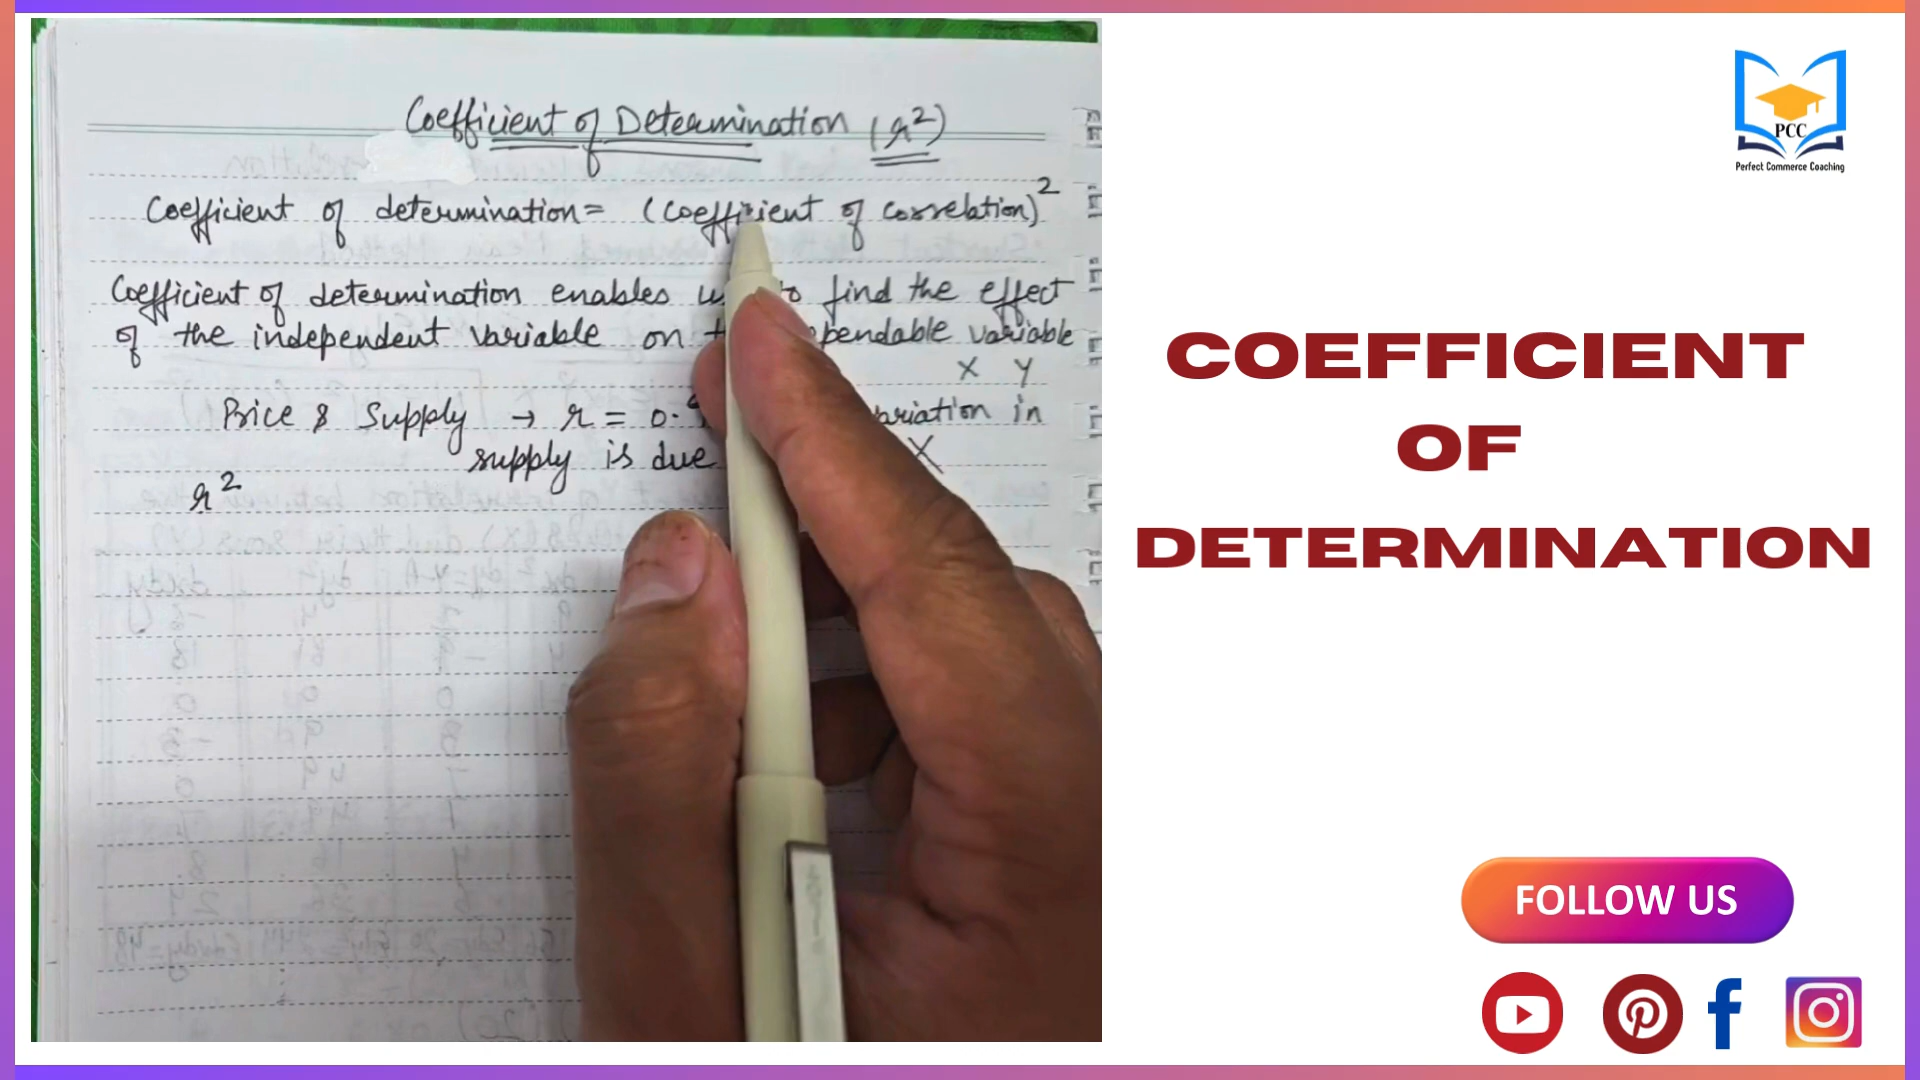 Coefficient of Determination (r²)
Coefficient of determination = (Coefficient of correlation)²
Coefficient of determination enables to find the effect
of the independent variable on variable
X Y
Price & Supply → r = 0. in
supply is due X
r²
PCC
Perfect Commerce Coaching
COEFFICIENT
OF
DETERMINATION
FOLLOW US